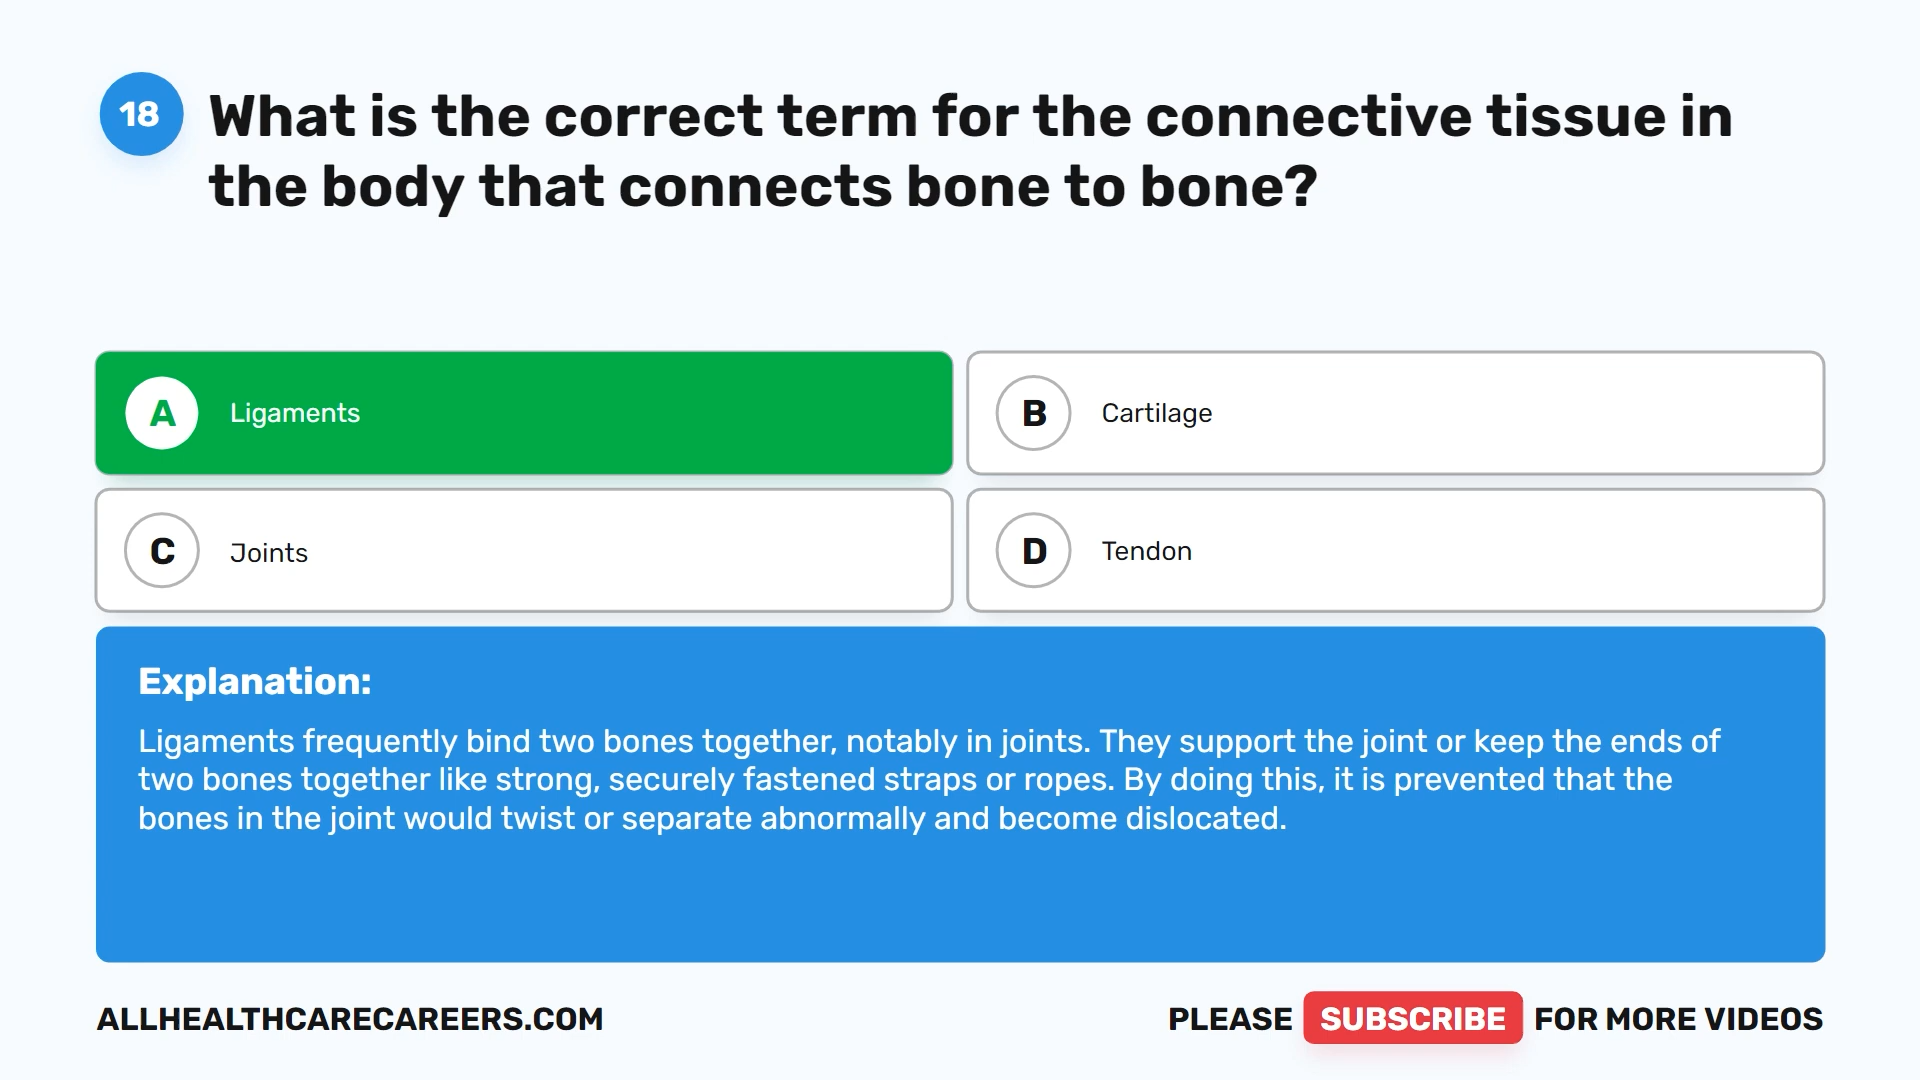 18
What is the correct term for the connective tissue in
the body that connects bone to bone?
A Ligaments
B Cartilage
C Joints
D Tendon
Explanation:
Ligaments frequently bind two bones together, notably in joints. They support the joint or keep the ends of
two bones together like strong, securely fastened straps or ropes. By doing this, it is prevented that the
bones in the joint would twist or separate abnormally and become dislocated.
ALLHEALTHCARECAREERS.COM
PLEASE SUBSCRIBE FOR MORE VIDEOS